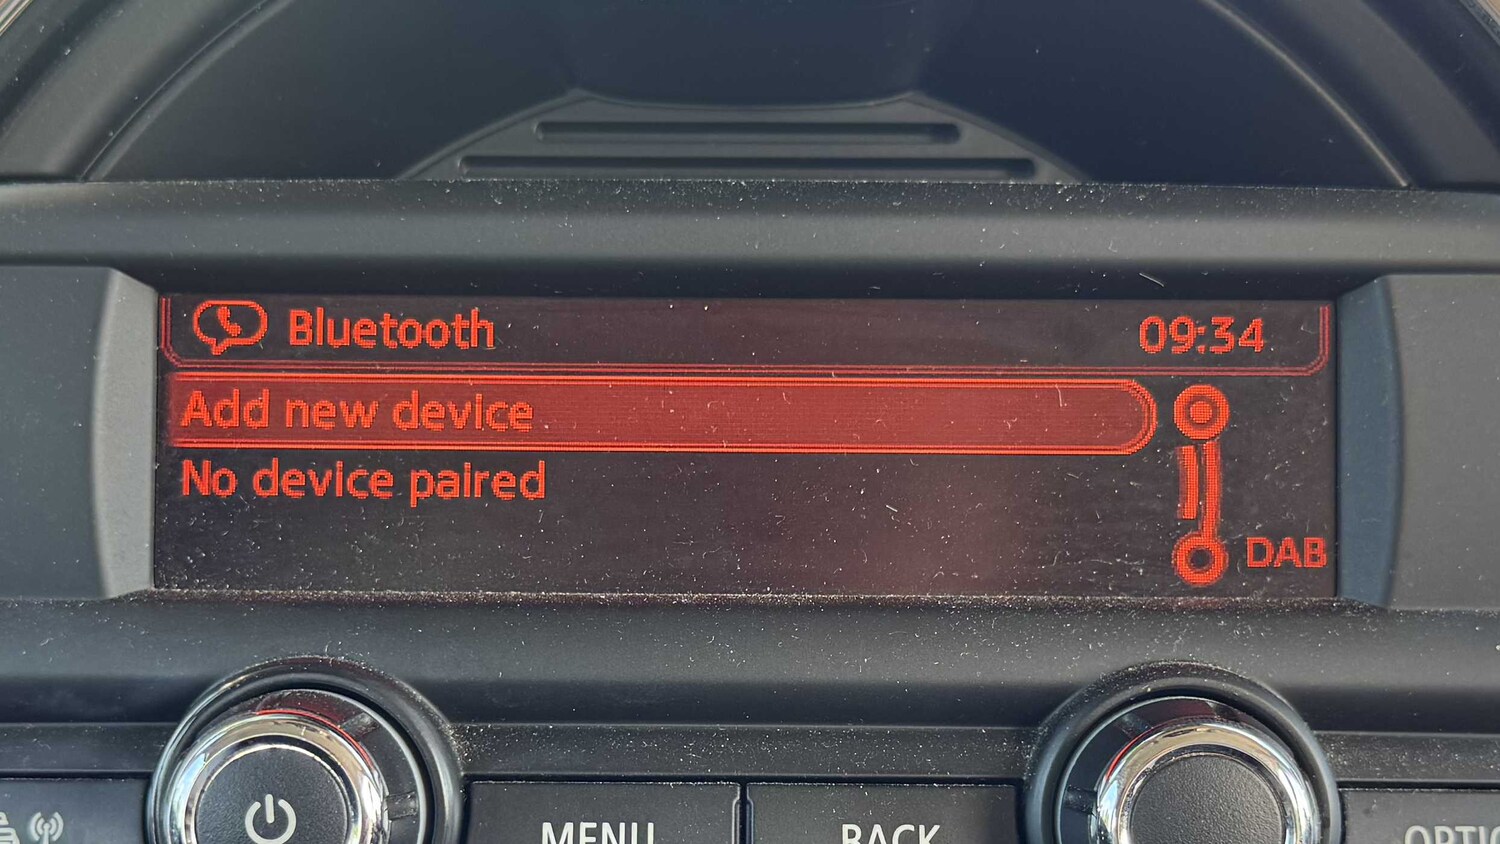 Bluetooth 09:34
Add new device
No device paired
DAB
MENU BACK